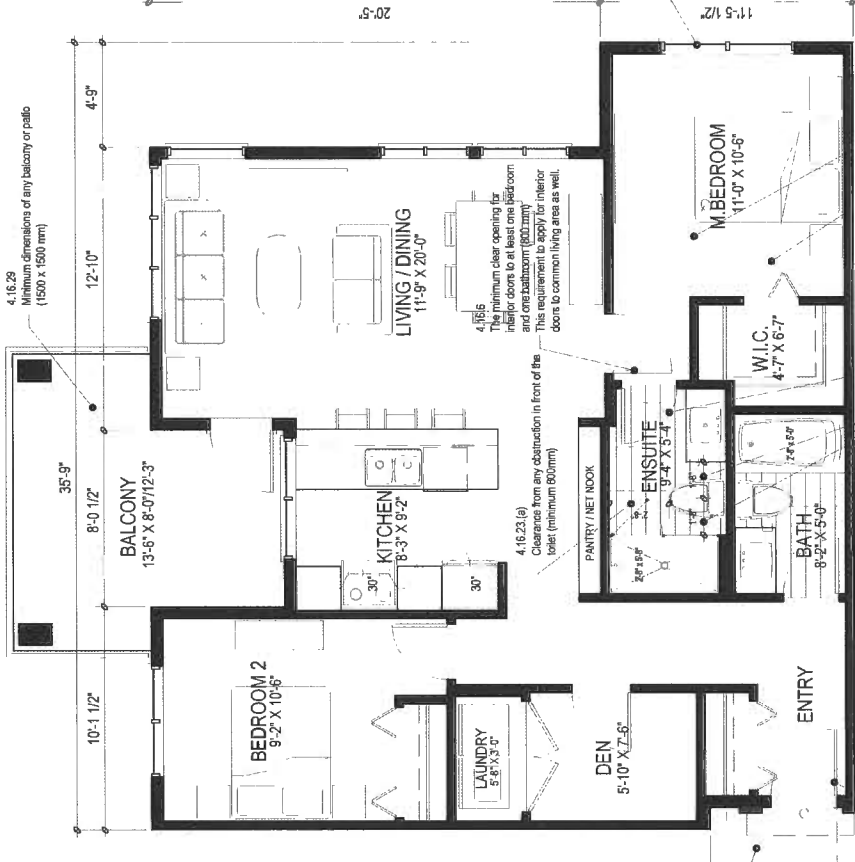 20'-5"
11'-5 1/2"
4.16.29
Minimum dimensions of any balcony or patio
(1500 x 1500 mm)
35'-9"
10'-1 1/2"
8'-0 1/2"
12'-10"
4'-9"
BALCONY
13'-6" X 8'-0"/12'-3"
LIVING / DINING
11'-9" X 20'-0"
KITCHEN
8'-3" X 9'-2"
30"
30"
BEDROOM 2
9'-2" X 10'-6"
4.16.6
The minimum clear opening for
interior doors to at least one bedroom
and one bathroom (800 mm)
This requirement to apply for interior
doors to common living area as well.
4.16.23.(a)
Clearance from any obstruction in front of the
toilet (minimum 800mm)
PANTRY / NET NOOK
ENSUITE
9'-4" X 5'-4"
M.BEDROOM
11'-0" X 10'-6"
W.I.C.
4'-7" X 6'-7"
BATH
8'-2" X 5'-0"
2'-6" x 5'-0"
LAUNDRY
5'-8" X 3'-0"
DEN
5'-10" X 7'-6"
ENTRY